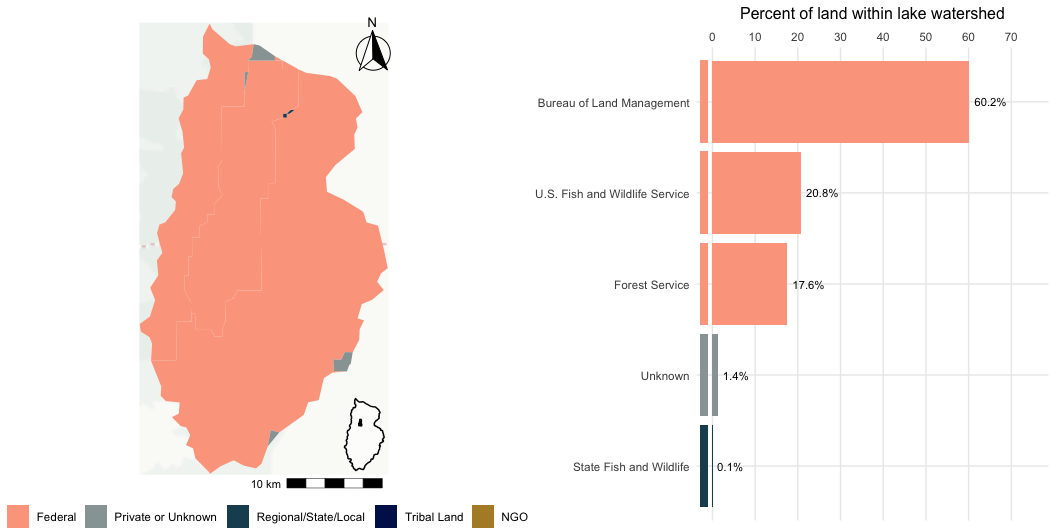 N
10 km
Federal
Private or Unknown
Regional/State/Local
Tribal Land
NGO
Percent of land within lake watershed
0 10 20 30 40 50 60 70
Bureau of Land Management 60.2%
U.S. Fish and Wildlife Service 20.8%
Forest Service 17.6%
Unknown 1.4%
State Fish and Wildlife 0.1%